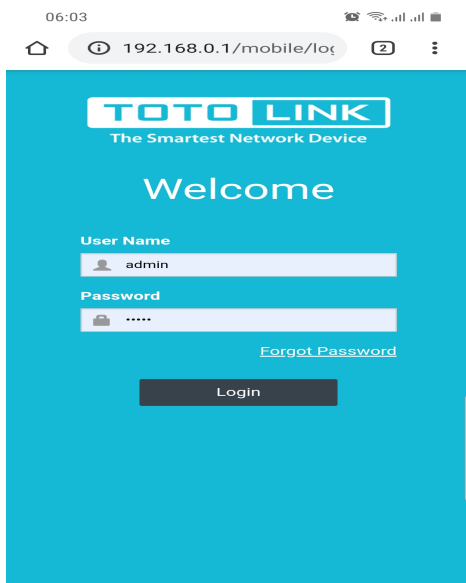 06:03
192.168.0.1/mobile/log
2
TOTO LINK
The Smartest Network Device
Welcome
User Name
admin
Password
•••••
Forgot Password
Login